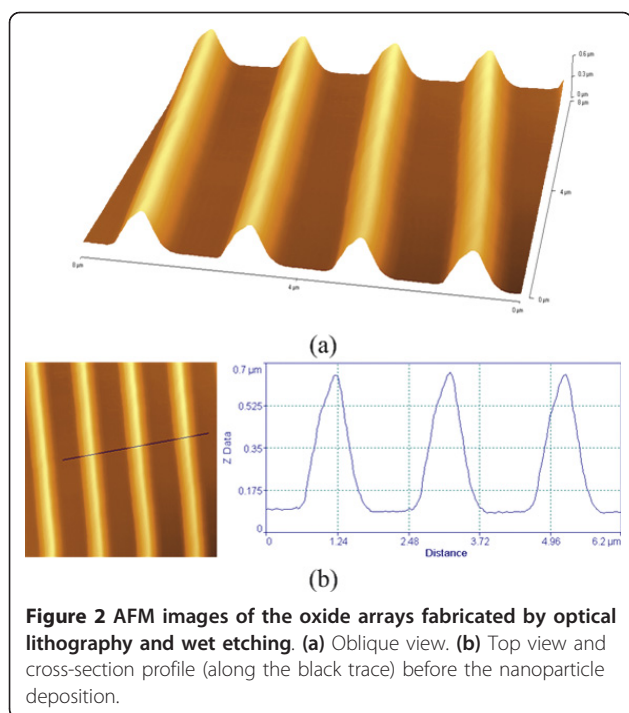 0.6 µm
0.3 µm
0 µm
0 µm
4 µm
0 µm
0 µm
4 µm
0 µm
(a)
0.7 µm
0.525
0.35
0.175
0
Z Data
0 1.24 2.48 3.72 4.96 6.2 µm
Distance
(b)
Figure 2 AFM images of the oxide arrays fabricated by optical
lithography and wet etching. (a) Oblique view. (b) Top view and
cross-section profile (along the black trace) before the nanoparticle
deposition.